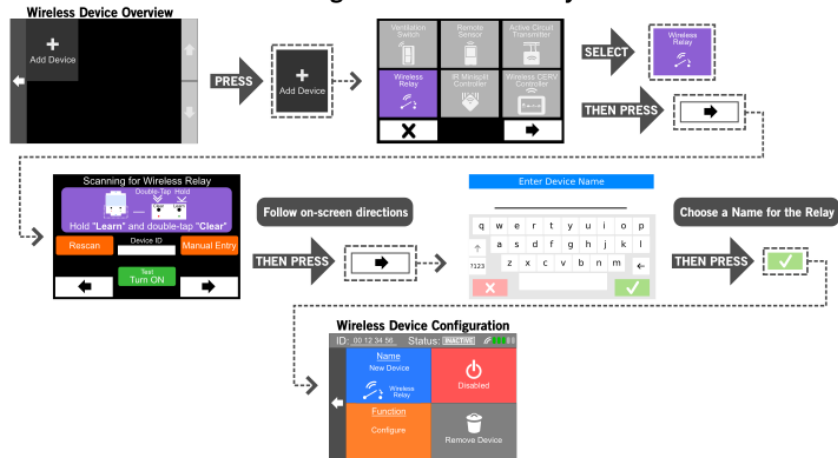 Wireless Device Overview
+
Add Device
PRESS
+
Add Device
Ventilation
Switch
Remote
Sensor
Active Circuit
Transmitter
Wireless
Relay
IR Minisplit
Controller
Wireless CERV
Controller
X
SELECT
Wireless
Relay
THEN PRESS
Scanning for Wireless Relay
Double-Tap Hold
Clear Learn
Hold "Learn" and double-tap "Clear"
Rescan
Device ID
Manual Entry
Test
Turn ON
Follow on-screen directions
THEN PRESS
Enter Device Name
q w e r t y u i o p
a s d f g h j k l
?123 z x c v b n m
X
Choose a Name for the Relay
THEN PRESS
Wireless Device Configuration
ID: 00 12 34 56 Status: INACTIVE
Name
New Device
Wireless
Relay
Disabled
Function
Configure
Remove Device